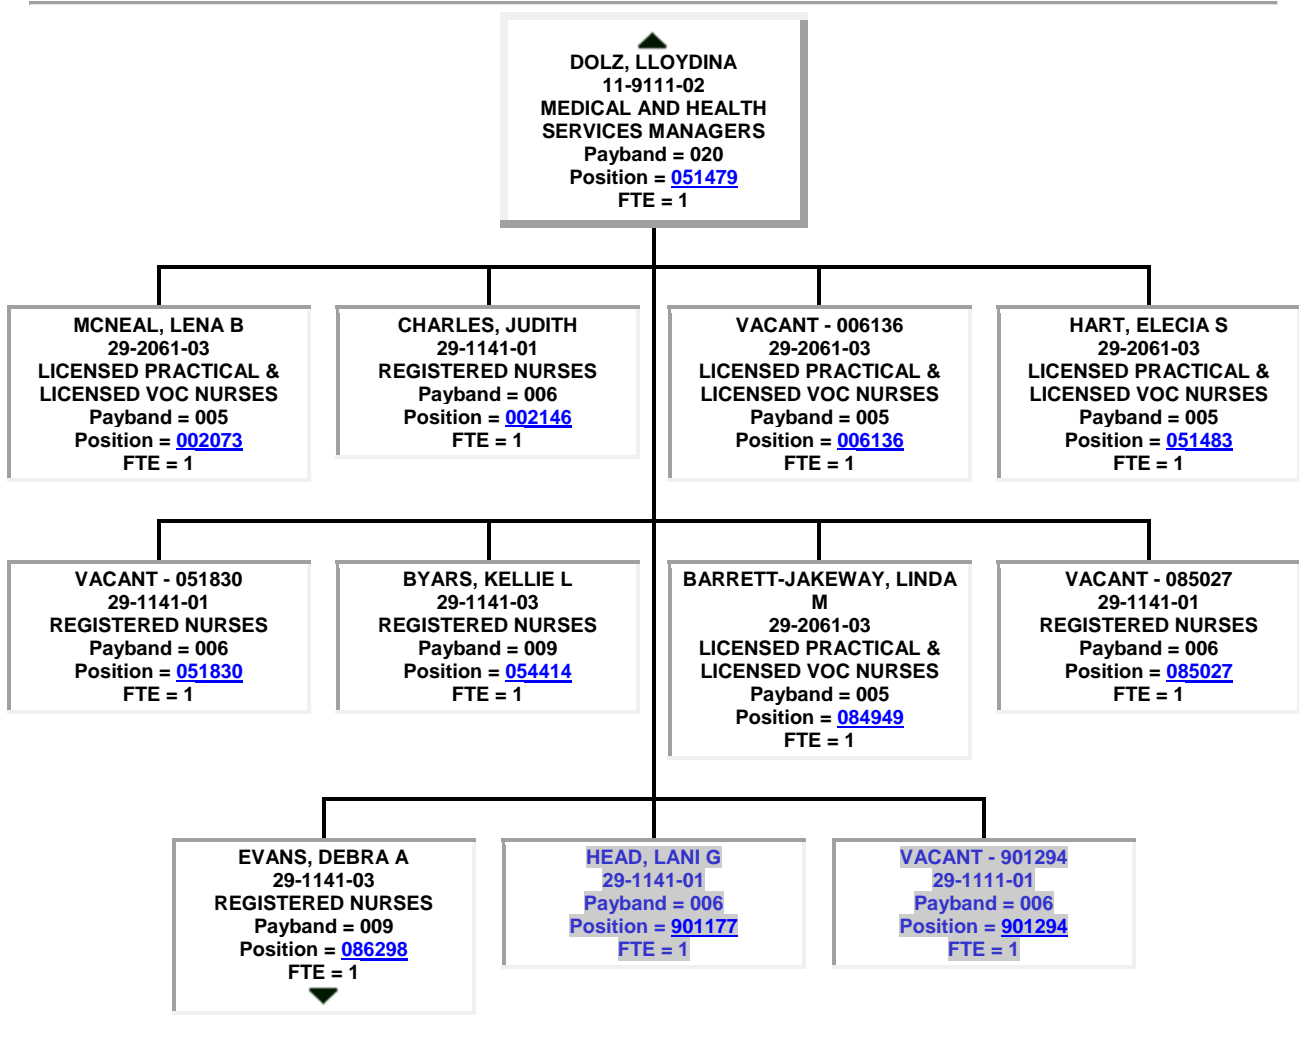 DOLZ, LLOYDINA
11-9111-02
MEDICAL AND HEALTH
SERVICES MANAGERS
Payband = 020
Position = 051479
FTE = 1
MCNEAL, LENA B
29-2061-03
LICENSED PRACTICAL &
LICENSED VOC NURSES
Payband = 005
Position = 002073
FTE = 1
CHARLES, JUDITH
29-1141-01
REGISTERED NURSES
Payband = 006
Position = 002146
FTE = 1
VACANT - 006136
29-2061-03
LICENSED PRACTICAL &
LICENSED VOC NURSES
Payband = 005
Position = 006136
FTE = 1
HART, ELECIA S
29-2061-03
LICENSED PRACTICAL &
LICENSED VOC NURSES
Payband = 005
Position = 051483
FTE = 1
VACANT - 051830
29-1141-01
REGISTERED NURSES
Payband = 006
Position = 051830
FTE = 1
BYARS, KELLIE L
29-1141-03
REGISTERED NURSES
Payband = 009
Position = 054414
FTE = 1
BARRETT-JAKEWAY, LINDA
M
29-2061-03
LICENSED PRACTICAL &
LICENSED VOC NURSES
Payband = 005
Position = 084949
FTE = 1
VACANT - 085027
29-1141-01
REGISTERED NURSES
Payband = 006
Position = 085027
FTE = 1
EVANS, DEBRA A
29-1141-03
REGISTERED NURSES
Payband = 009
Position = 086298
FTE = 1
HEAD, LANI G
29-1141-01
Payband = 006
Position = 901177
FTE = 1
VACANT - 901294
29-1111-01
Payband = 006
Position = 901294
FTE = 1